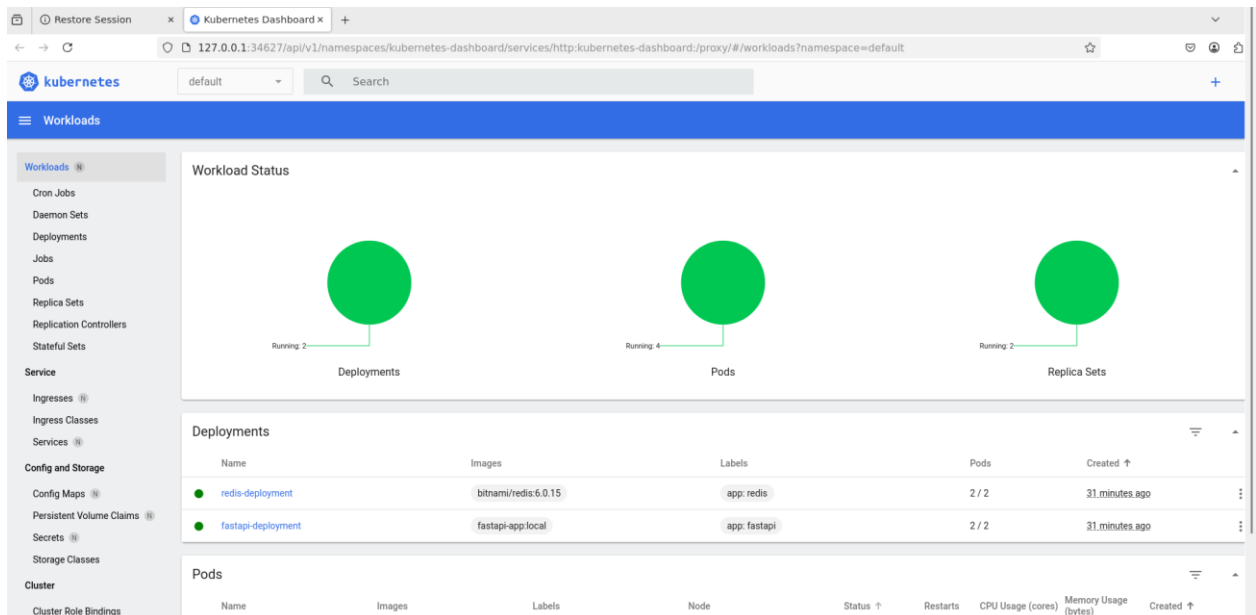 Restore Session × Kubernetes Dashboard × +
127.0.0.1:34627/api/v1/namespaces/kubernetes-dashboard/services/http:kubernetes-dashboard:/proxy/#/workloads?namespace=default
kubernetes default Search +
Workloads
Workloads N
Cron Jobs
Daemon Sets
Deployments
Jobs
Pods
Replica Sets
Replication Controllers
Stateful Sets
Service
Ingresses N
Ingress Classes
Services N
Config and Storage
Config Maps N
Persistent Volume Claims N
Secrets N
Storage Classes
Cluster
Cluster Role Bindings
Workload Status
Running: 2
Deployments
Running: 4
Pods
Running: 2
Replica Sets
Deployments
Name Images Labels Pods Created ↑
redis-deployment bitnami/redis:6.0.15 app: redis 2 / 2 31 minutes ago
fastapi-deployment fastapi-app:local app: fastapi 2 / 2 31 minutes ago
Pods
Name Images Labels Node Status ↑ Restarts CPU Usage (cores) Memory Usage (bytes) Created ↑